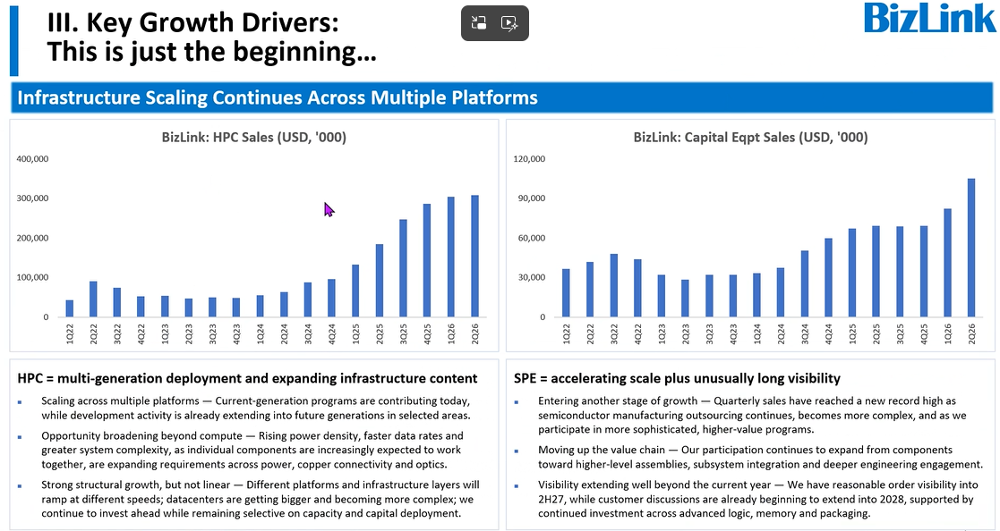 III. Key Growth Drivers:
This is just the beginning...
BizLink
Infrastructure Scaling Continues Across Multiple Platforms
BizLink: HPC Sales (USD, '000)
400,000
300,000
200,000
100,000
0
1Q22 2Q22 3Q22 4Q22 1Q23 2Q23 3Q23 4Q23 1Q24 2Q24 3Q24 4Q24 1Q25 2Q25 3Q25 4Q25 1Q26 2Q26
BizLink: Capital Eqpt Sales (USD, '000)
120,000
90,000
60,000
30,000
0
1Q22 2Q22 3Q22 4Q22 1Q23 2Q23 3Q23 4Q23 1Q24 2Q24 3Q24 4Q24 1Q25 2Q25 3Q25 4Q25 1Q26 2Q26
HPC = multi-generation deployment and expanding infrastructure content
Scaling across multiple platforms — Current-generation programs are contributing today,
while development activity is already extending into future generations in selected areas.
Opportunity broadening beyond compute — Rising power density, faster data rates and
greater system complexity, as individual components are increasingly expected to work
together, are expanding requirements across power, copper connectivity and optics.
Strong structural growth, but not linear — Different platforms and infrastructure layers will
ramp at different speeds; datacenters are getting bigger and becoming more complex; we
continue to invest ahead while remaining selective on capacity and capital deployment.
SPE = accelerating scale plus unusually long visibility
Entering another stage of growth — Quarterly sales have reached a new record high as
semiconductor manufacturing outsourcing continues, becomes more complex, and as we
participate in more sophisticated, higher-value programs.
Moving up the value chain — Our participation continues to expand from components
toward higher-level assemblies, subsystem integration and deeper engineering engagement.
Visibility extending well beyond the current year — We have reasonable order visibility into
2H27, while customer discussions are already beginning to extend into 2028, supported by
continued investment across advanced logic, memory and packaging.